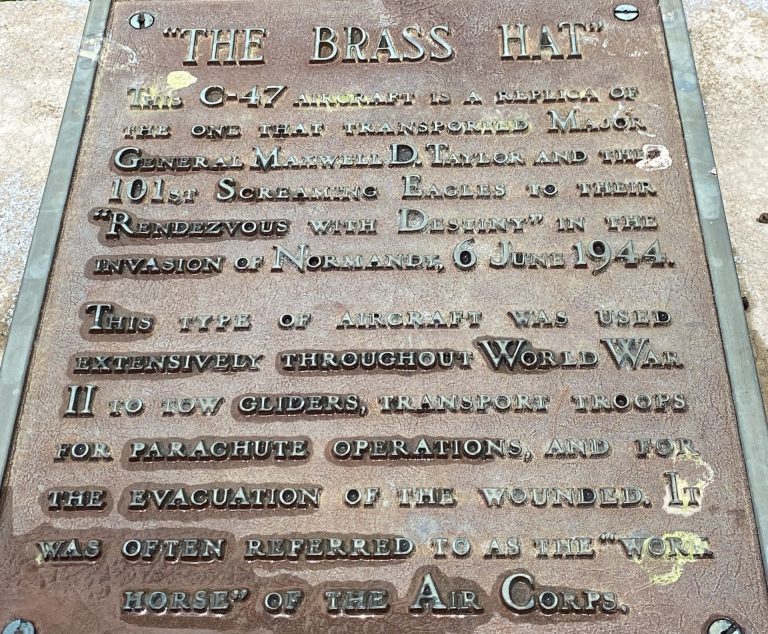 "THE BRASS HAT"
THIS C-47 AIRCRAFT IS A REPLICA OF
THE ONE THAT TRANSPORTED MAJOR
GENERAL MAXWELL D. TAYLOR AND THE
101ST SCREAMING EAGLES TO THEIR
"RENDEZVOUS WITH DESTINY" IN THE
INVASION OF NORMANDY, 6 JUNE 1944.
THIS TYPE OF AIRCRAFT WAS USED
EXTENSIVELY THROUGHOUT WORLD WAR
II TO TOW GLIDERS, TRANSPORT TROOPS
FOR PARACHUTE OPERATIONS, AND FOR
THE EVACUATION OF THE WOUNDED. IT
WAS OFTEN REFERRED TO AS THE "WORK
HORSE" OF THE AIR CORPS.